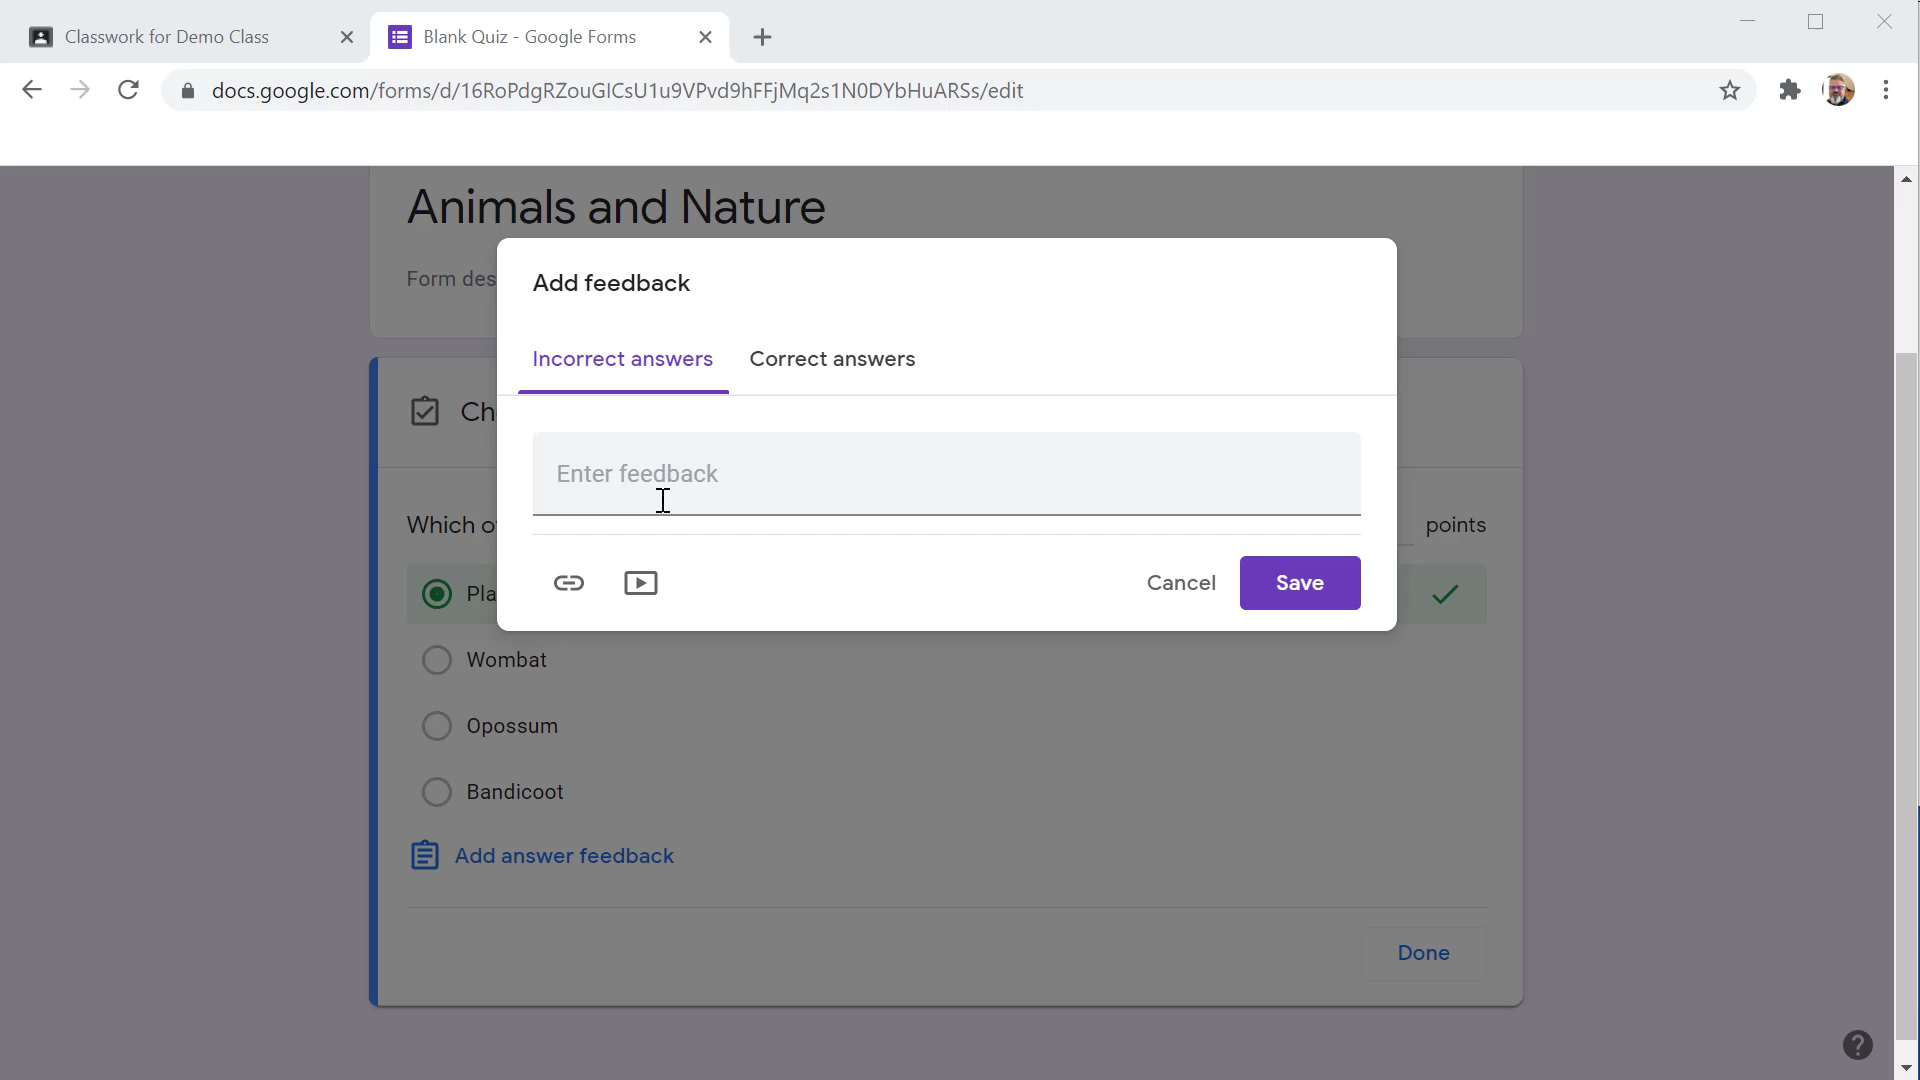 Classwork for Demo Class
Blank Quiz - Google Forms
docs.google.com/forms/d/16RoPdgRZouGICsU1u9VPvd9hFFjMq2s1N0DYbHuARSs/edit
Animals and Nature
Form des
Add feedback
Incorrect answers Correct answers
Ch
Enter feedback
Which o
points
Cancel Save
Pla
Wombat
Opossum
Bandicoot
Add answer feedback
Done